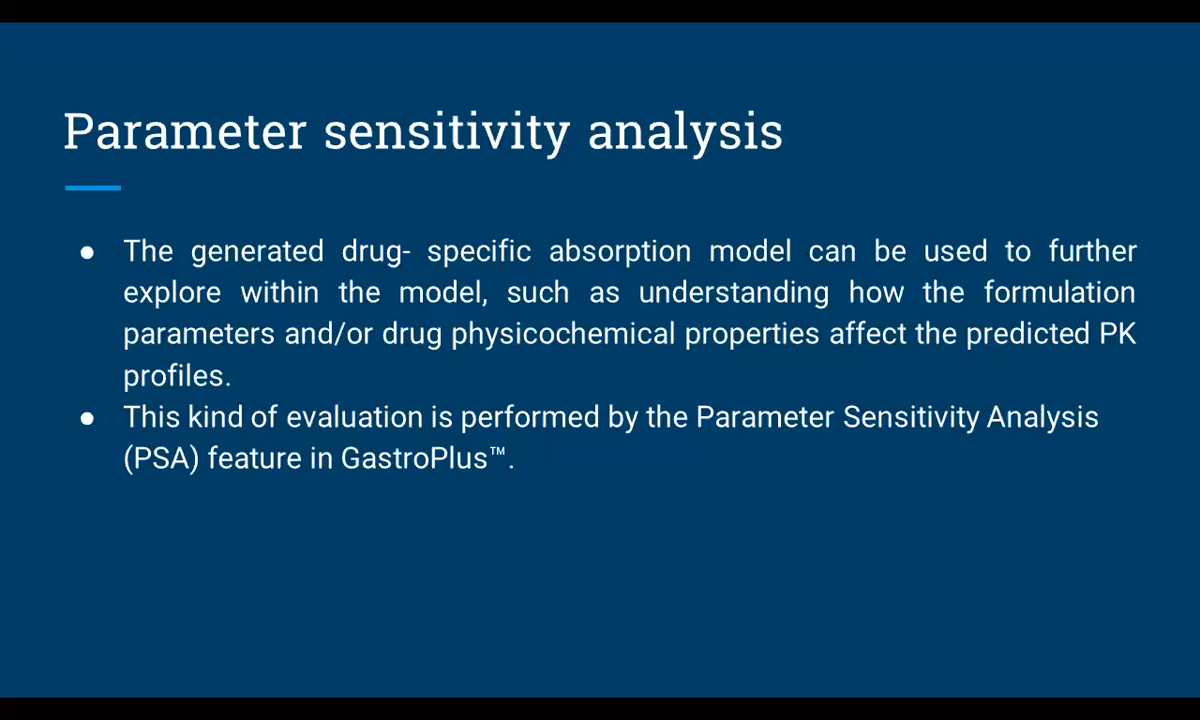 Parameter sensitivity analysis
● The generated drug- specific absorption model can be used to further
explore within the model, such as understanding how the formulation
parameters and/or drug physicochemical properties affect the predicted PK
profiles.
● This kind of evaluation is performed by the Parameter Sensitivity Analysis
(PSA) feature in GastroPlus™.